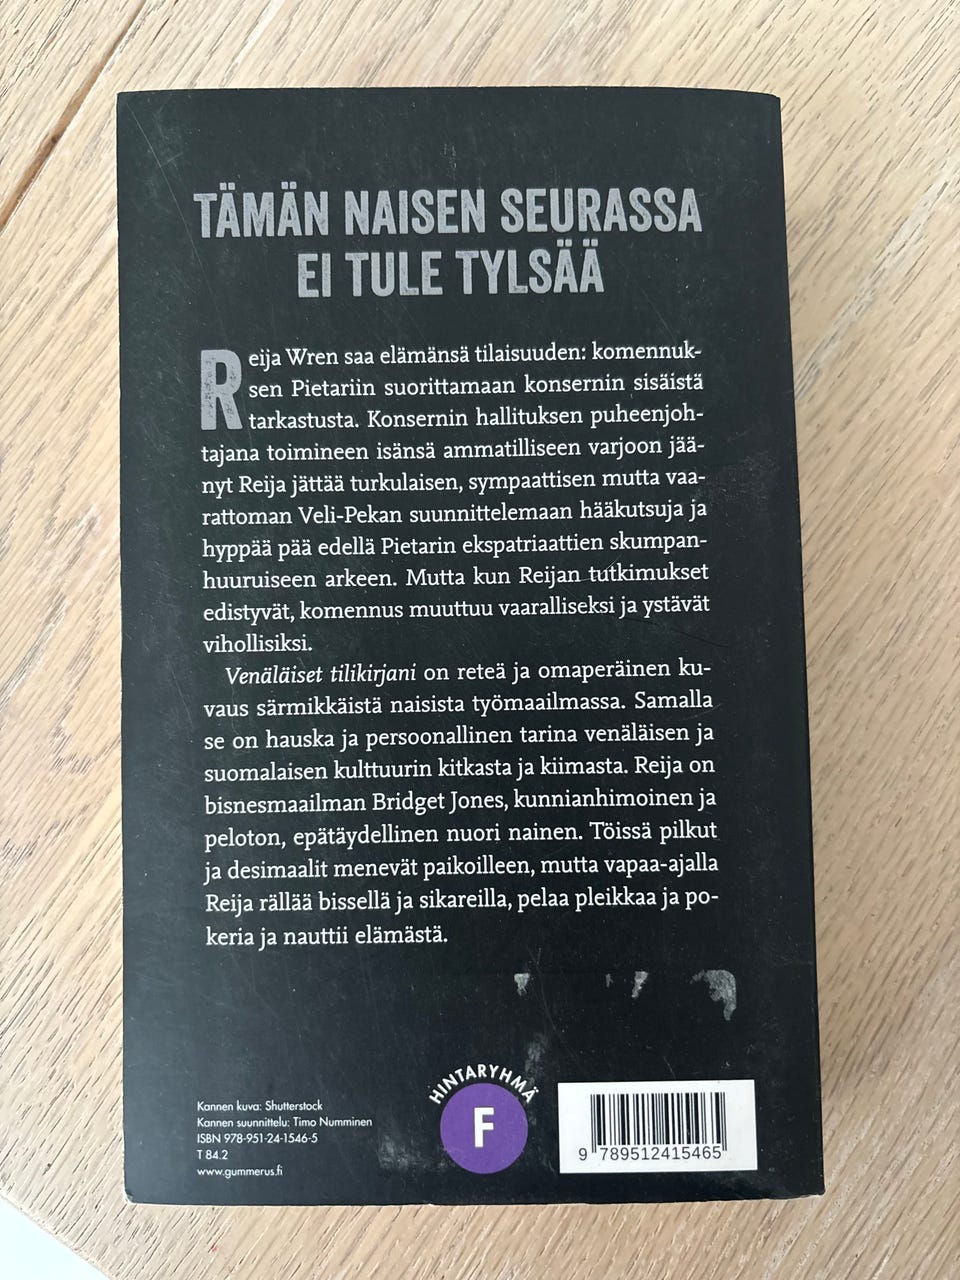 TÄMÄN NAISEN SEURASSA
EI TULE TYLSÄÄ
Reija Wren saa elämänsä tilaisuuden: komennuk-
sen Pietariin suorittamaan konsernin sisäistä
tarkastusta. Konsernin hallituksen puheenjoh-
tajana toimineen isänsä ammatilliseen varjoon jää-
nyt Reija jättää turkulaisen, sympaattisen mutta vaa-
rattoman Veli-Pekan suunnittelemaan hääkutsuja ja
hyppää pää edellä Pietarin ekspatriaattien skumpan-
huuruiseen arkeen. Mutta kun Reijan tutkimukset
edistyvät, komennus muuttuu vaaralliseksi ja ystävät
vihollisiksi.
Venäläiset tilikirjani on reteä ja omaperäinen ku-
vaus särmikkäistä naisista työmaailmassa. Samalla
se on hauska ja persoonallinen tarina venäläisen ja
suomalaisen kulttuurin kitkasta ja kiimasta. Reija on
bisnesmaailman Bridget Jones, kunnianhimoinen ja
peloton, epätäydellinen nuori nainen. Töissä pilkut
ja desimaalit menevät paikoilleen, mutta vapaa-ajalla
Reija rällää bissellä ja sikareilla, pelaa pleikkaa ja po-
keria ja nauttii elämästä.
Kannen kuva: Shutterstock
Kannen suunnittelu: Timo Numminen
ISBN 978-951-24-1546-5
T 84.2
www.gummerus.fi
HINTARYHMÄ
F
9 789512415465